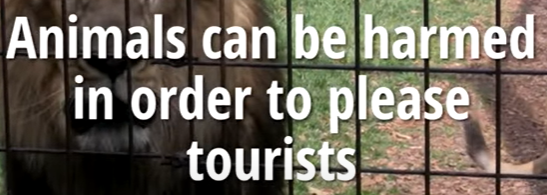 Animals can be harmed
in order to please
tourists